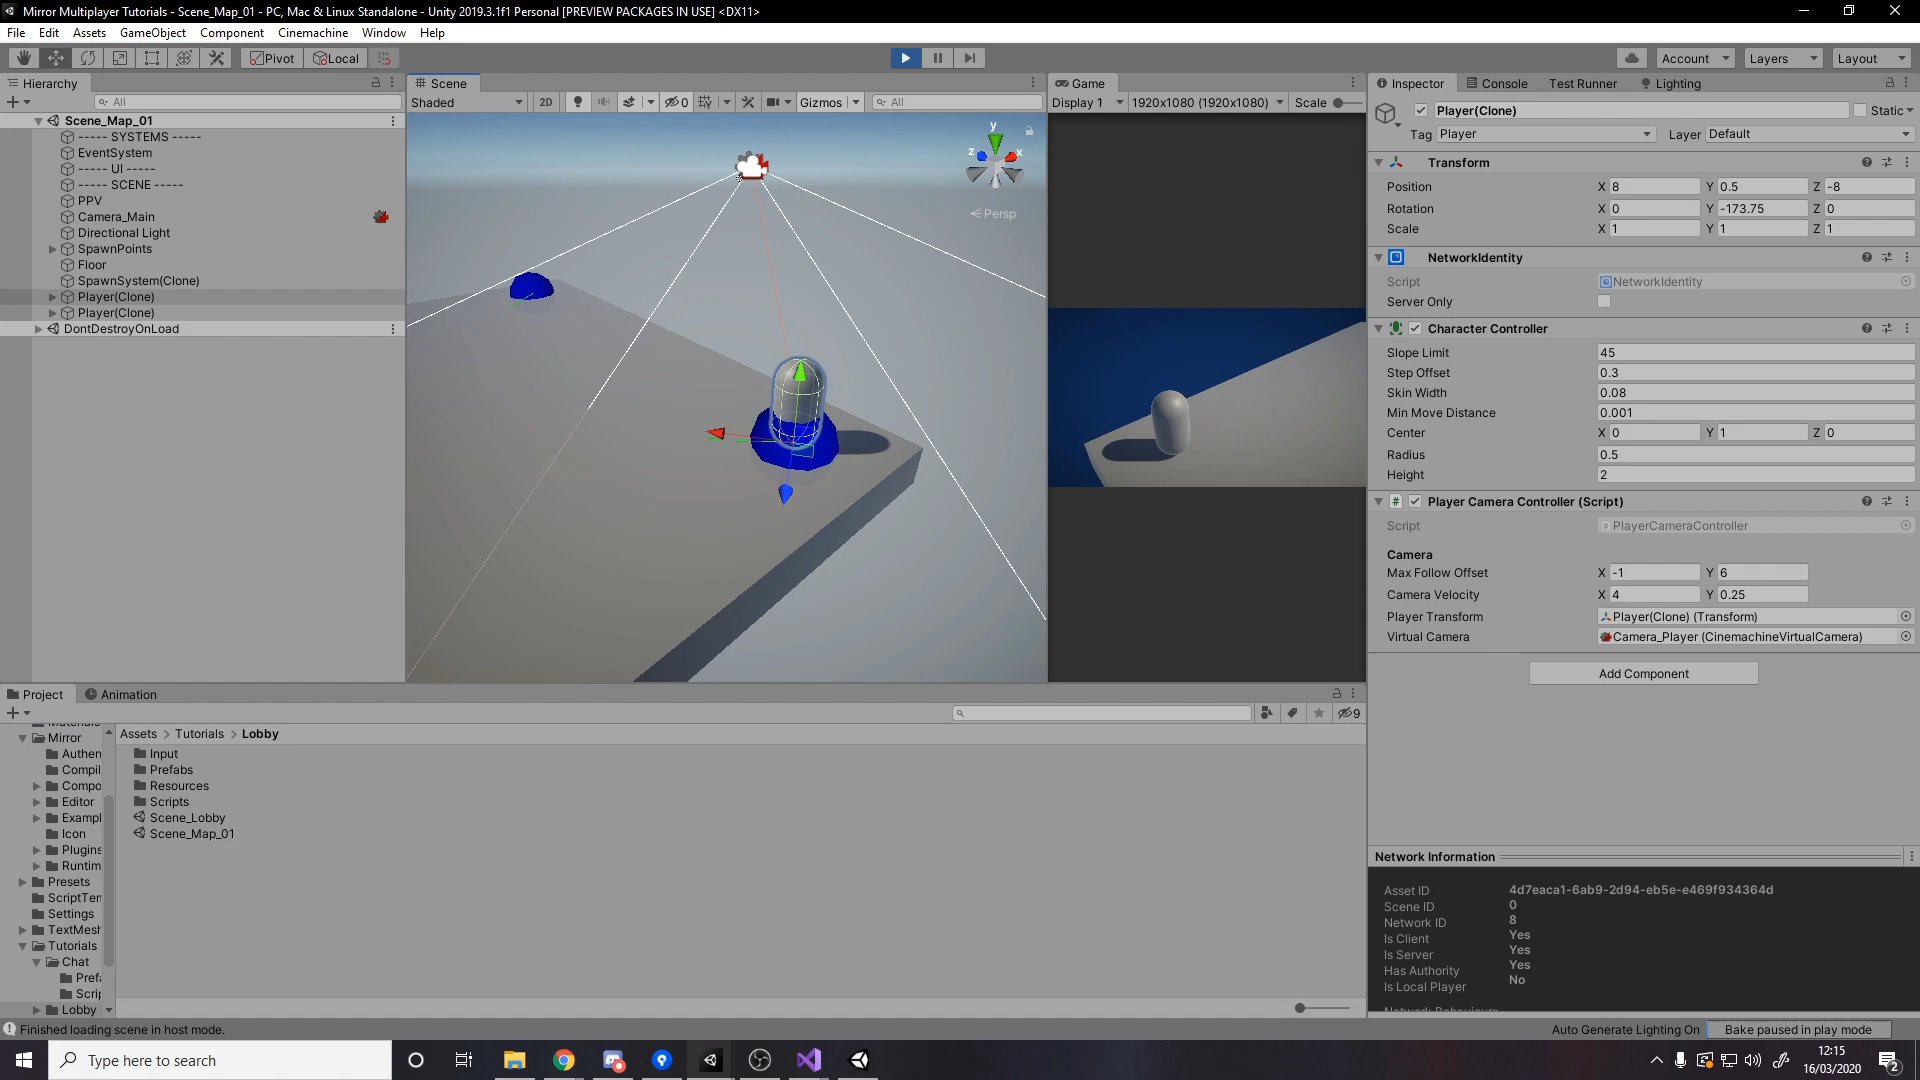 Mirror Multiplayer Tutorials - Scene_Map_01 - PC, Mac & Linux Standalone - Unity 2019.3.1f1 Personal [PREVIEW PACKAGES IN USE] <DX11>
File Edit Assets GameObject Component Cinemachine Window Help
Pivot Local Account Layers Layout
Hierarchy
All
Scene_Map_01
----- SYSTEMS -----
EventSystem
----- UI -----
----- SCENE -----
PPV
Camera_Main
Directional Light
SpawnPoints
Floor
SpawnSystem(Clone)
Player(Clone)
Player(Clone)
DontDestroyOnLoad
Scene
Shaded 2D 0 Gizmos All
y
z x
Persp
Game
Display 1 1920x1080 (1920x1080) Scale
Inspector Console Test Runner Lighting
Player(Clone) Static
Tag Player Layer Default
Transform
Position X 8 Y 0.5 Z -8
Rotation X 0 Y -173.75 Z 0
Scale X 1 Y 1 Z 1
NetworkIdentity
Script NetworkIdentity
Server Only
Character Controller
Slope Limit 45
Step Offset 0.3
Skin Width 0.08
Min Move Distance 0.001
Center X 0 Y 1 Z 0
Radius 0.5
Height 2
Player Camera Controller (Script)
Script PlayerCameraController
Camera
Max Follow Offset X -1 Y 6
Camera Velocity X 4 Y 0.25
Player Transform Player(Clone) (Transform)
Virtual Camera Camera_Player (CinemachineVirtualCamera)
Add Component
Network Information
Asset ID 4d7eaca1-6ab9-2d94-eb5e-e469f934364d
Scene ID 0
Network ID 8
Is Client Yes
Is Server Yes
Has Authority Yes
Is Local Player No
Project Animation
9
Mirror
Authen
Compil
Compo
Editor
Exampl
Icon
Plugins
Runtim
Presets
ScriptTem
Settings
TextMesh
Tutorials
Chat
Prefa
Scrip
Lobby
Assets > Tutorials > Lobby
Input
Prefabs
Resources
Scripts
Scene_Lobby
Scene_Map_01
Finished loading scene in host mode.
Auto Generate Lighting On Bake paused in play mode
Type here to search
12:15
16/03/2020
2